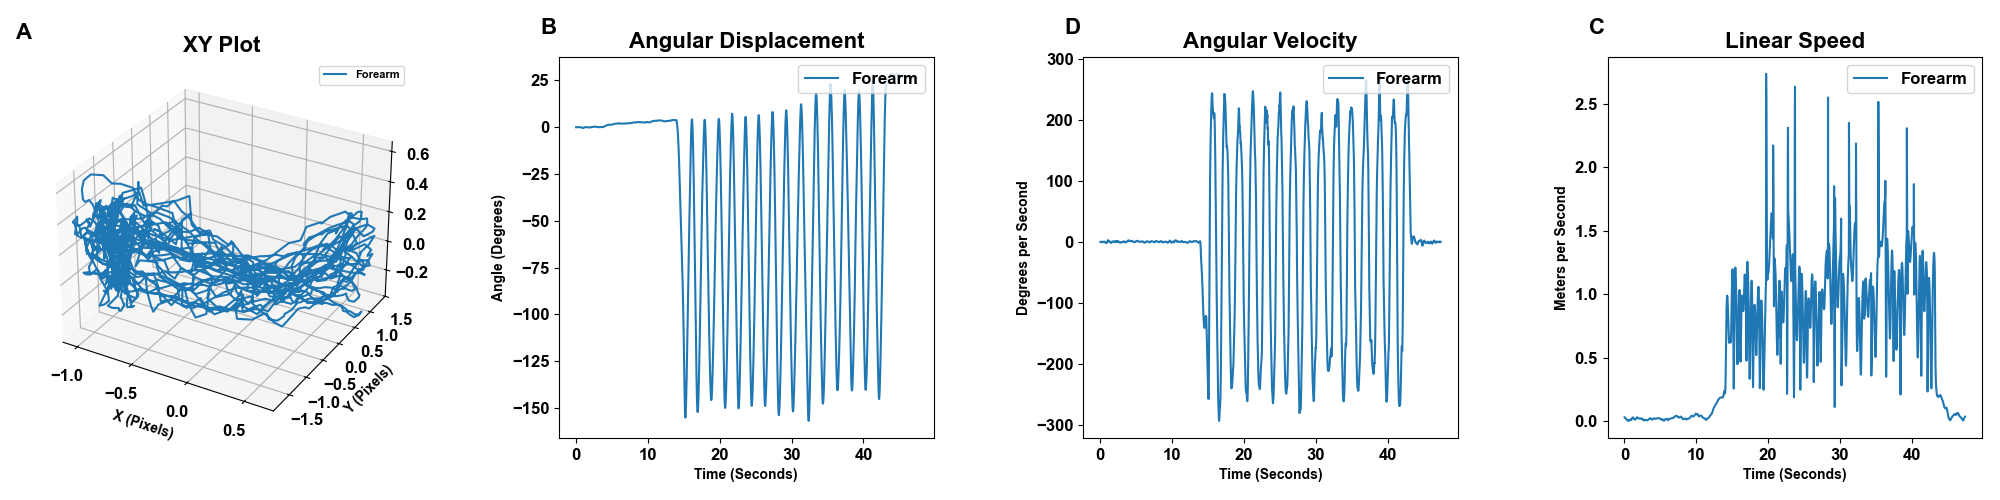 A
XY Plot
Forearm
0.6
0.4
0.2
0.0
−0.2
1.5
1.0
0.5
0.0
−0.5
−1.0
−1.5
Y (Pixels)
−1.0
−0.5
0.0
0.5
X (Pixels)
B
Angular Displacement
Forearm
25
0
−25
−50
−75
−100
−125
−150
Angle (Degrees)
0 10 20 30 40
Time (Seconds)
D
Angular Velocity
Forearm
300
200
100
0
−100
−200
−300
Degrees per Second
0 10 20 30 40
Time (Seconds)
C
Linear Speed
Forearm
2.5
2.0
1.5
1.0
0.5
0.0
Meters per Second
0 10 20 30 40
Time (Seconds)